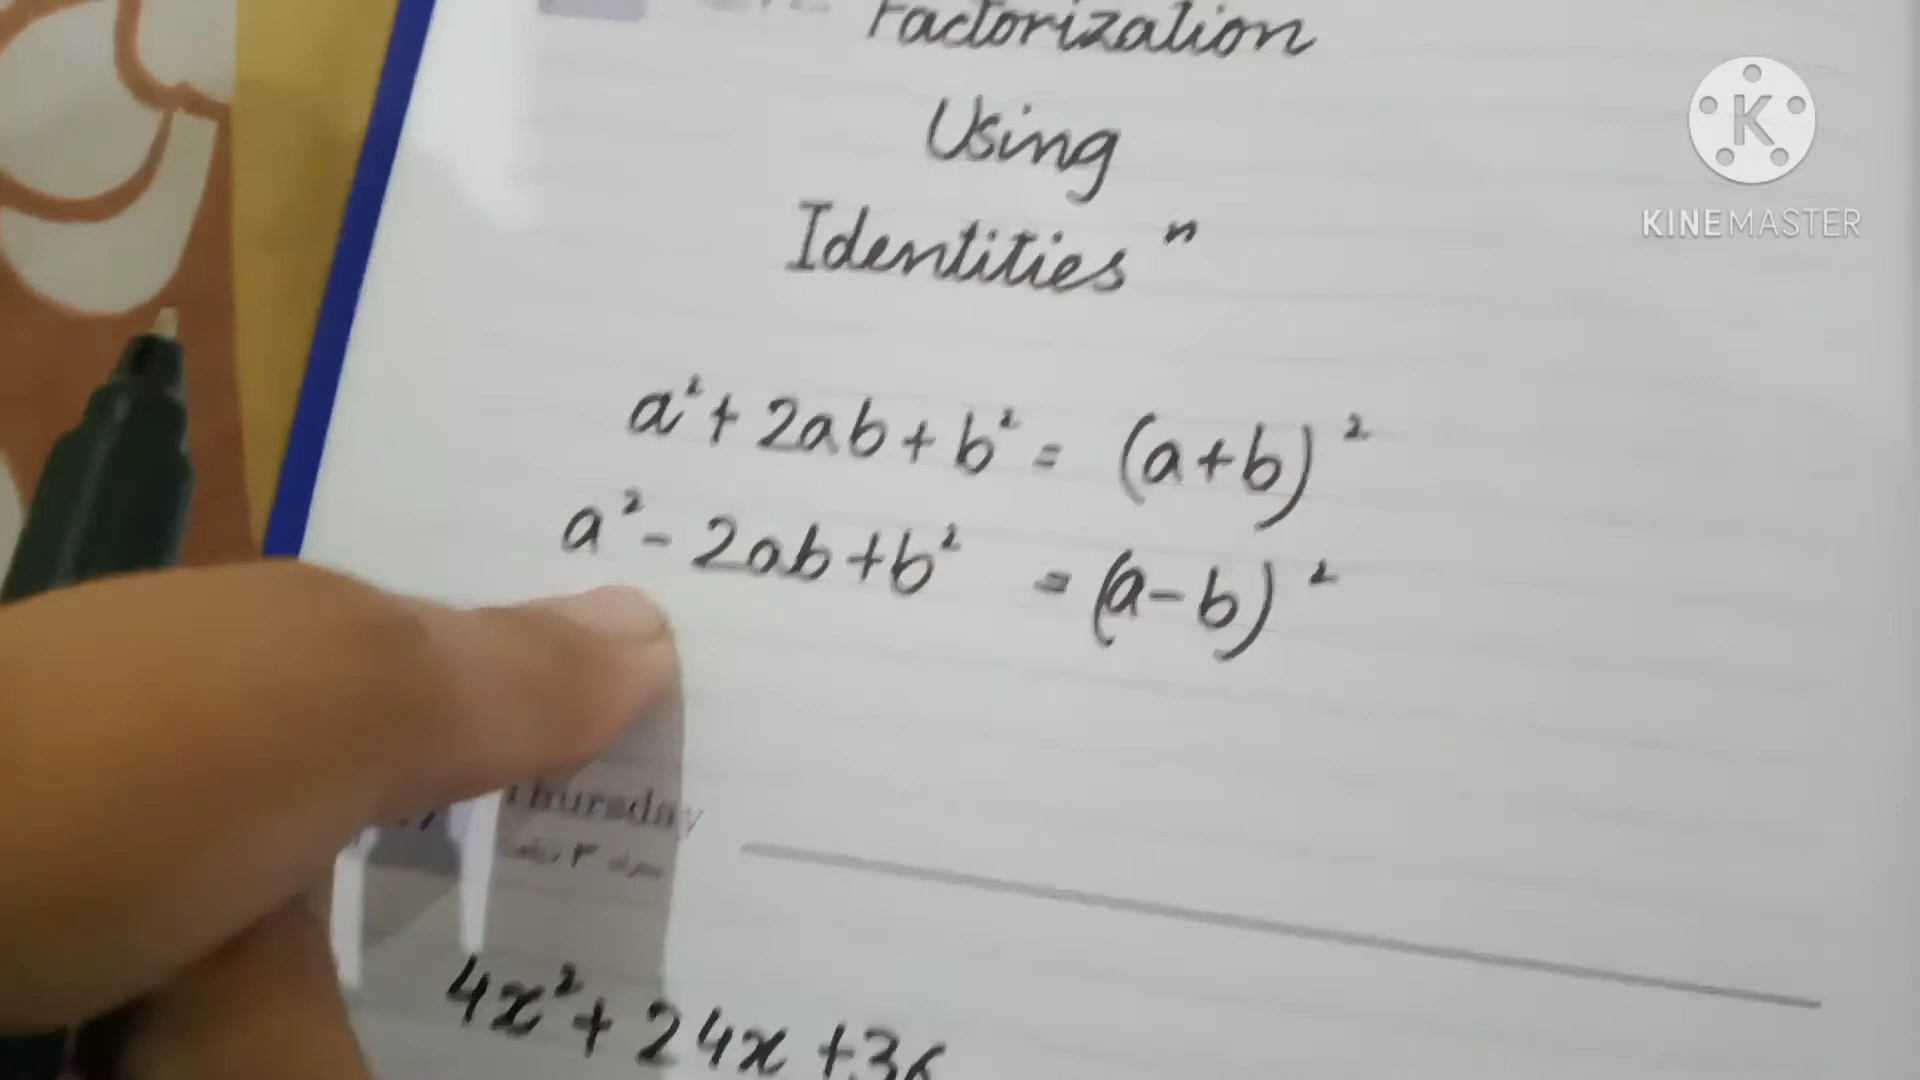 Factorization
Using
Identities "
a² + 2ab + b² = (a+b)²
a² - 2ab + b² = (a-b)²
Thursday
4x² + 24x + 36
KINEMASTER